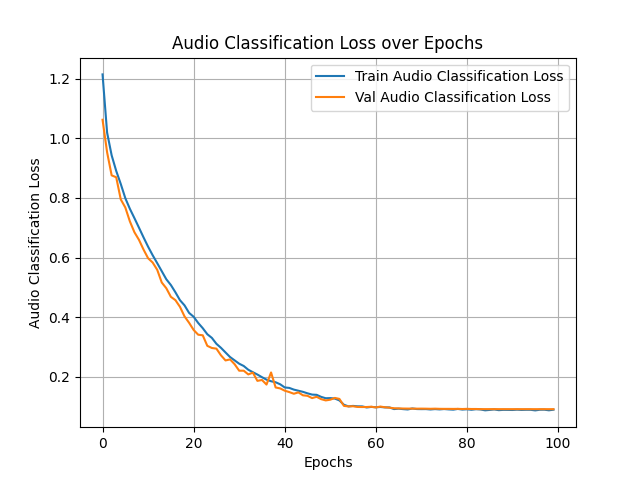 Audio Classification Loss over Epochs
Train Audio Classification Loss
Val Audio Classification Loss
Audio Classification Loss
1.2
1.0
0.8
0.6
0.4
0.2
0 20 40 60 80 100
Epochs